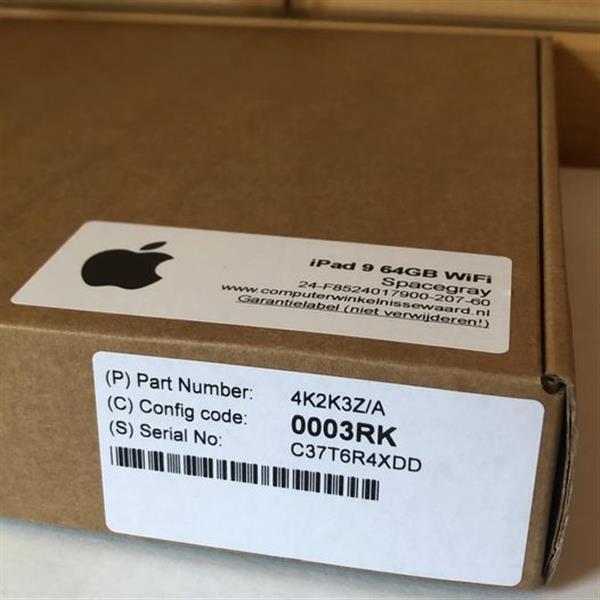 iPad 9 64GB WiFi
Spacegray
24-F8524017900-207-60
www.computerwinkelnissewaard.nl
Garantielabel (niet verwijderen!)
(P) Part Number: 4K2K3Z/A
(C) Config code: 0003RK
(S) Serial No: C37T6R4XDD